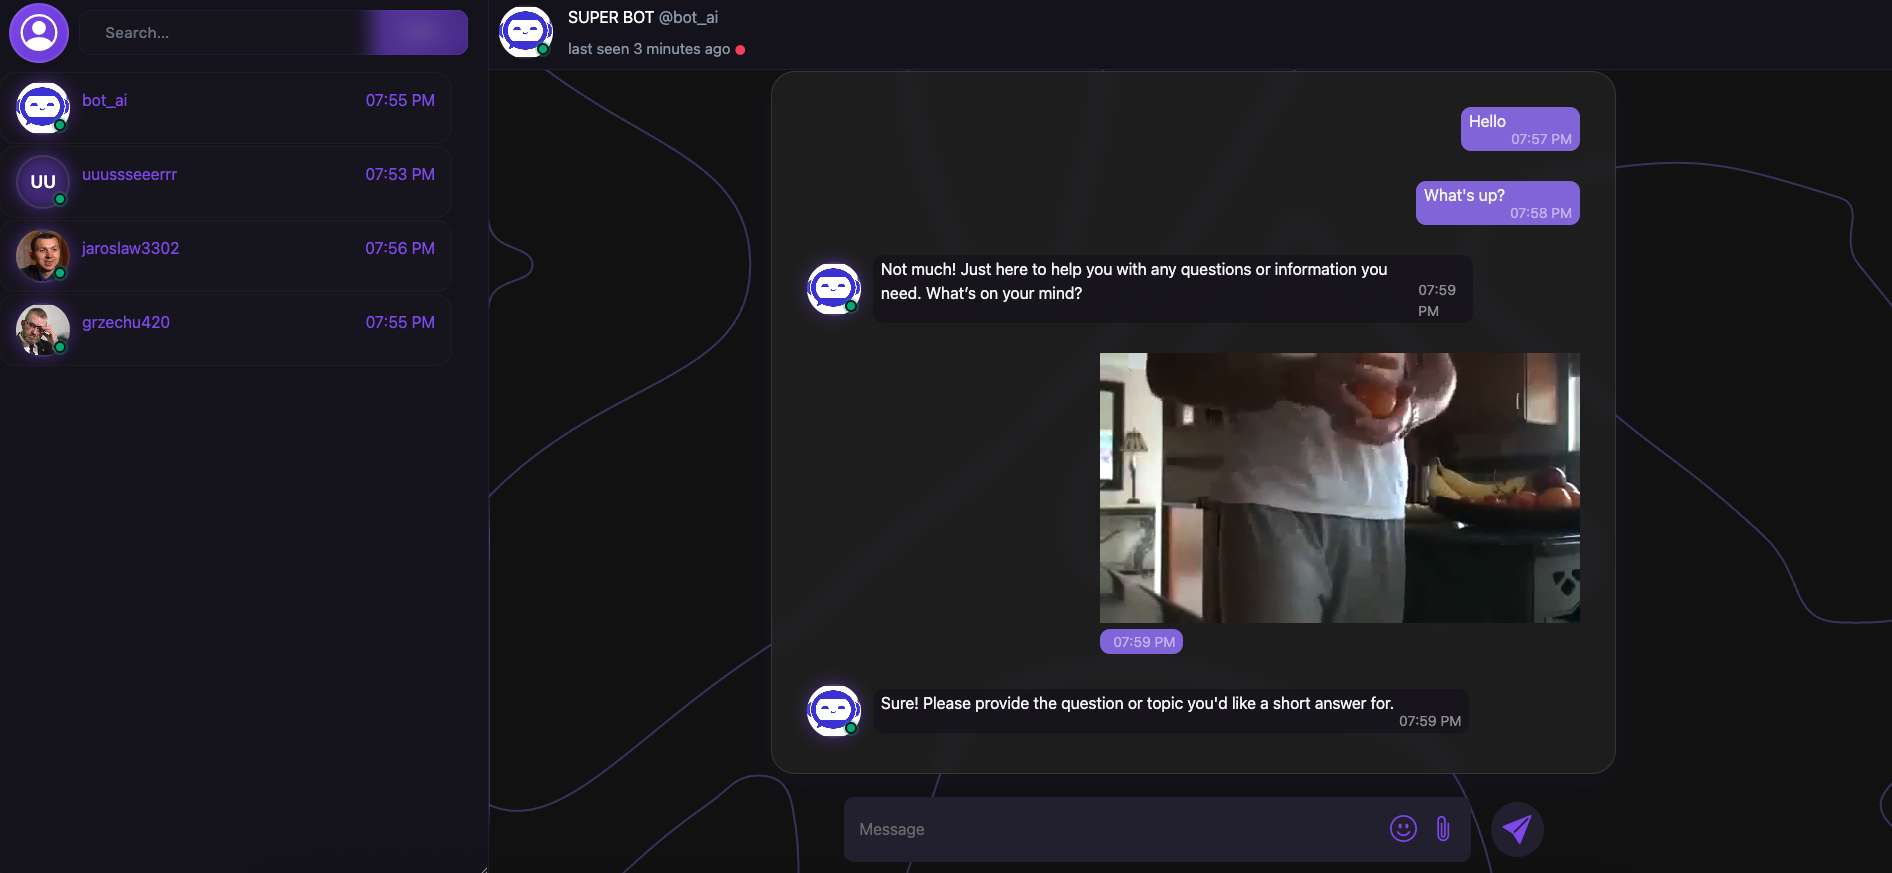 Search...
bot_ai
07:55 PM
UU
uuussseeerrr
07:53 PM
jaroslaw3302
07:56 PM
grzechu420
07:55 PM
SUPER BOT @bot_ai
last seen 3 minutes ago
Hello
07:57 PM
What's up?
07:58 PM
Not much! Just here to help you with any questions or information you
need. What’s on your mind?
07:59
PM
07:59 PM
Sure! Please provide the question or topic you'd like a short answer for.
07:59 PM
Message